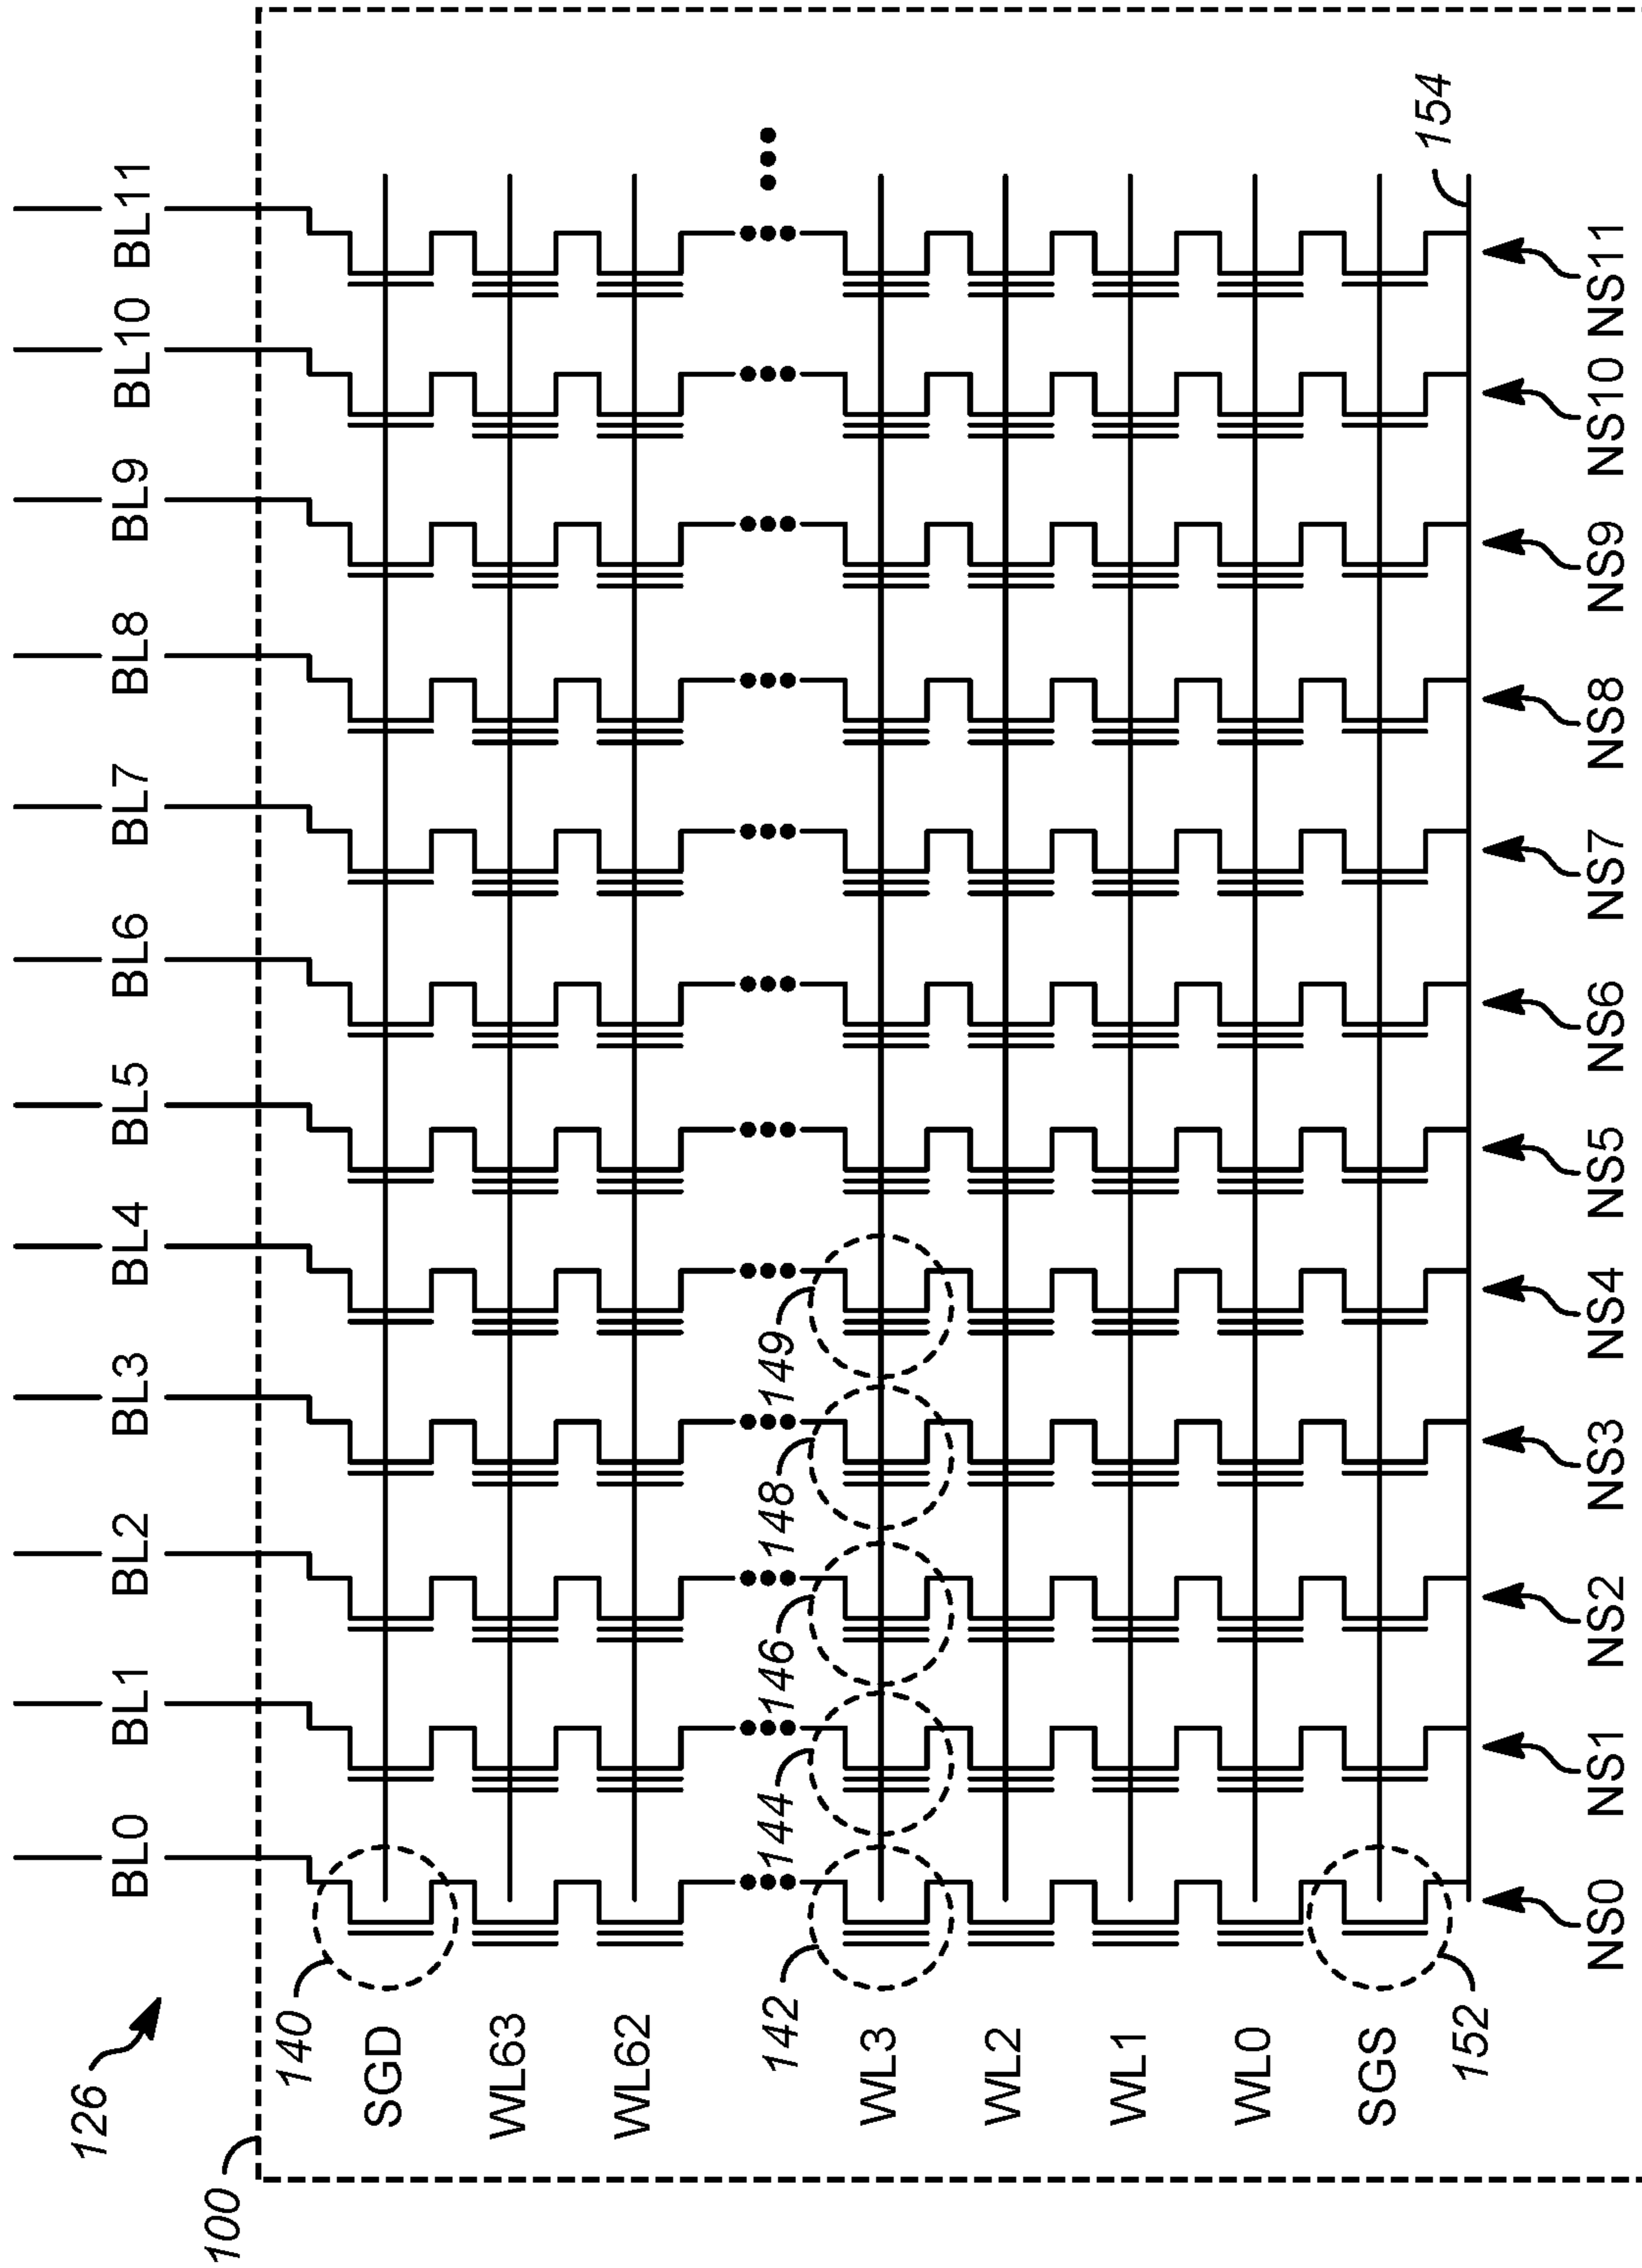 126
100
BL0 BL1 BL2 BL3 BL4 BL5 BL6 BL7 BL8 BL9 BL10 BL11
140
SGD
WL63
WL62
142 144 146 148 149
WL3
WL2
WL1
WL0
SGS
152
154
NS0 NS1 NS2 NS3 NS4 NS5 NS6 NS7 NS8 NS9 NS10 NS11